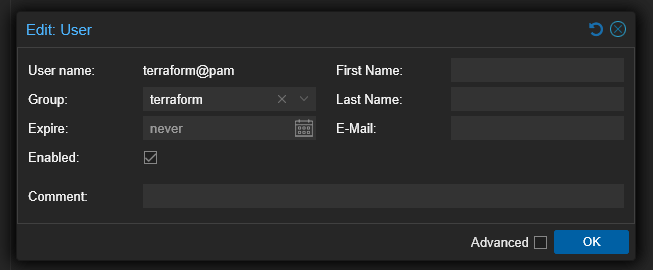 Edit: User
User name: terraform@pam First Name:
Group: terraform Last Name:
Expire: never E-Mail:
Enabled:
Comment:
Advanced OK